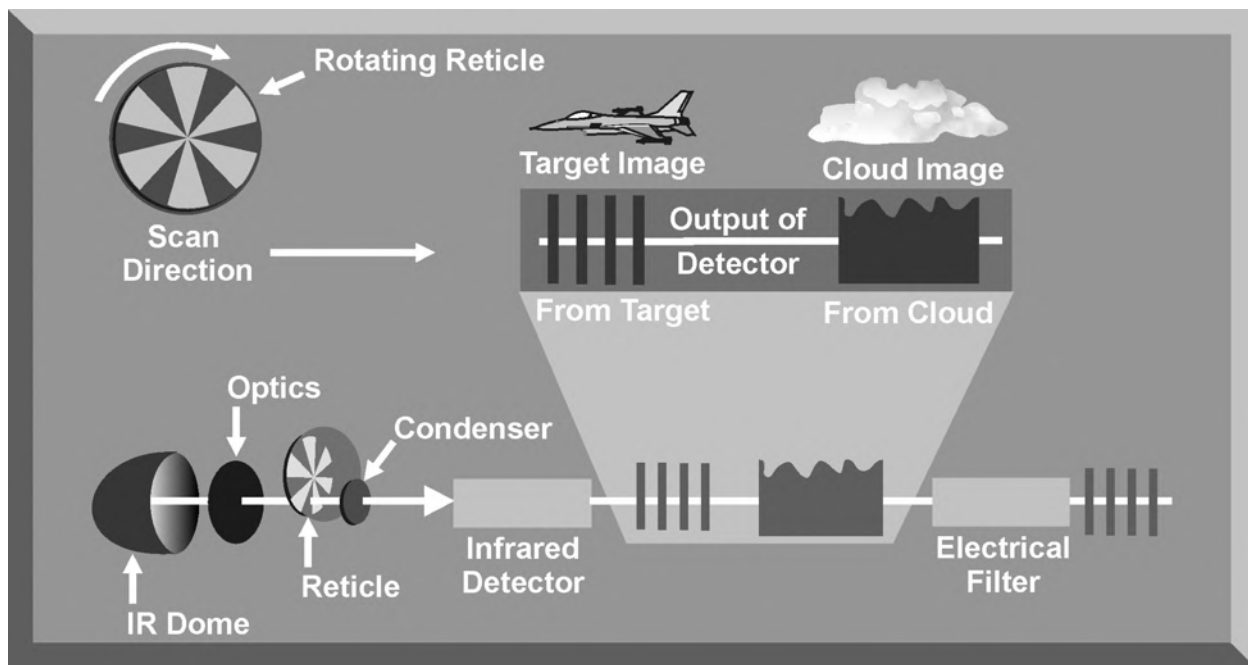 Rotating Reticle
Target Image
Cloud Image
Scan
Direction
Output of
Detector
From Target
From Cloud
Optics
Condenser
Infrared
Detector
Electrical
Filter
Reticle
IR Dome